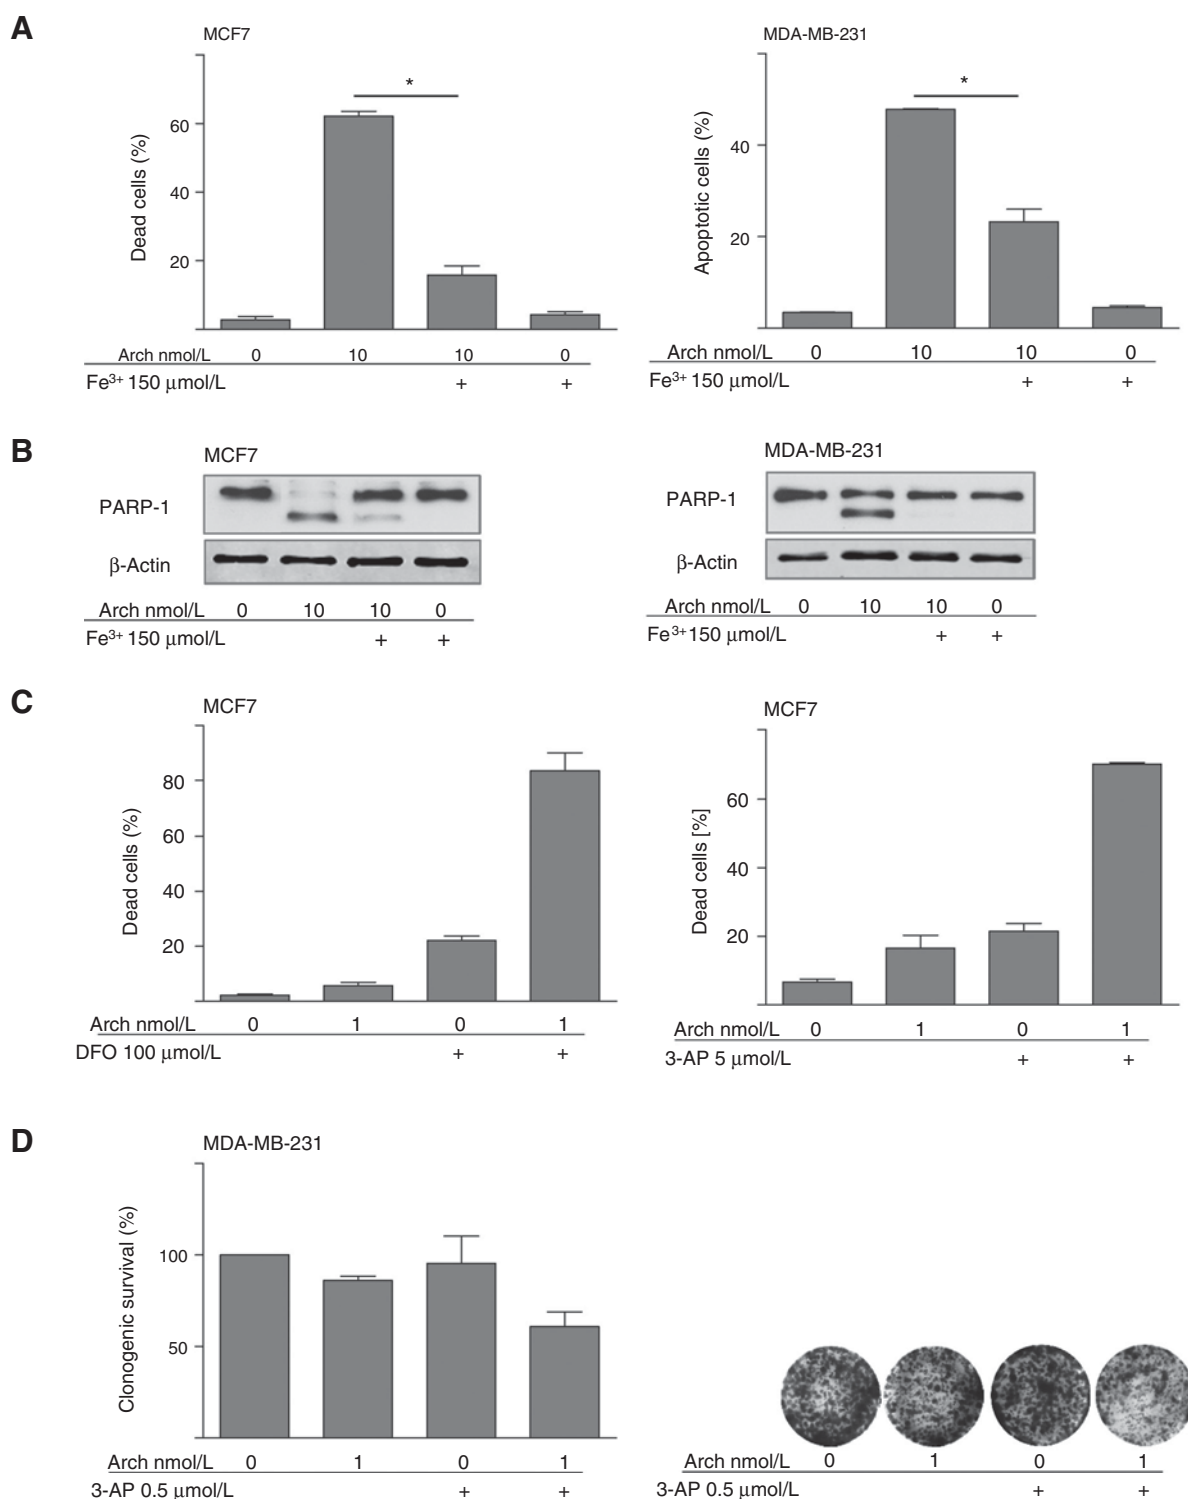 A
MCF7
MDA-MB-231
*
*
Dead cells (%)
60
40
20
Apoptotic cells (%)
40
20
Arch nmol/L 0 10 10 0
Fe³⁺ 150 μmol/L + +
Arch nmol/L 0 10 10 0
Fe³⁺ 150 μmol/L + +
B
MCF7
MDA-MB-231
PARP-1
β-Actin
PARP-1
β-Actin
Arch nmol/L 0 10 10 0
Fe³⁺ 150 μmol/L + +
Arch nmol/L 0 10 10 0
Fe³⁺ 150 μmol/L + +
C
MCF7
MCF7
Dead cells (%)
80
60
40
20
Dead cells [%]
60
40
20
Arch nmol/L 0 1 0 1
DFO 100 μmol/L + +
Arch nmol/L 0 1 0 1
3-AP 5 μmol/L + +
D
MDA-MB-231
Clonogenic survival (%)
100
50
Arch nmol/L 0 1 0 1
3-AP 0.5 μmol/L + +
Arch nmol/L 0 1 0 1
3-AP 0.5 μmol/L + +